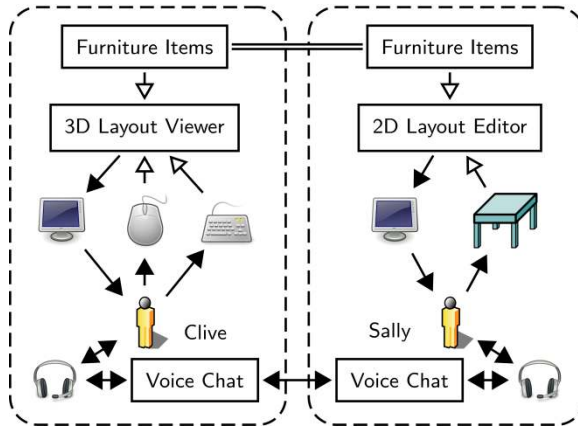 Furniture Items
Furniture Items
3D Layout Viewer
2D Layout Editor
Clive
Sally
Voice Chat
Voice Chat